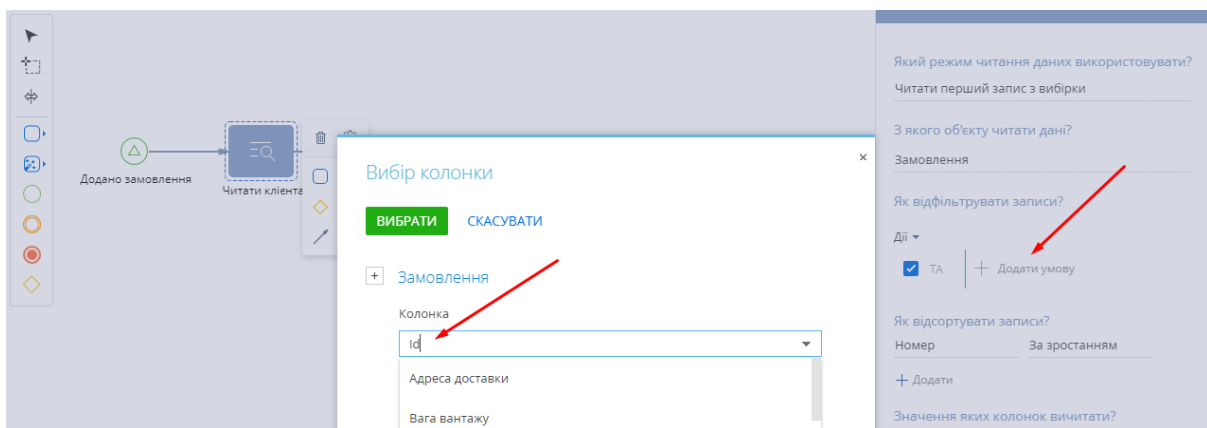 Додано замовлення
Читати клієнта
Вибір колонки
×
ВИБРАТИ СКАСУВАТИ
+ Замовлення
Колонка
Id
Адреса доставки
Вага вантажу
Який режим читання даних використовувати?
Читати перший запис з вибірки
З якого об'єкту читати дані?
Замовлення
Як відфільтрувати записи?
Дії
ТА + Додати умову
Як відсортувати записи?
Номер За зростанням
+ Додати
Значення яких колонок вичитати?